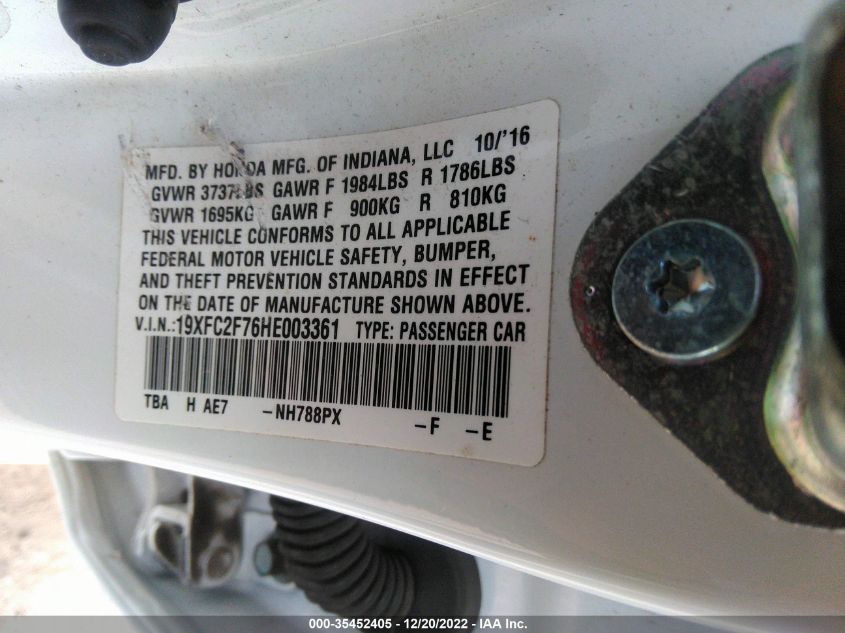 MFD. BY HONDA MFG. OF INDIANA, LLC 10/'16
GVWR 3737LBS GAWR F 1984LBS R 1786LBS
GVWR 1695KG GAWR F 900KG R 810KG
THIS VEHICLE CONFORMS TO ALL APPLICABLE
FEDERAL MOTOR VEHICLE SAFETY, BUMPER,
AND THEFT PREVENTION STANDARDS IN EFFECT
ON THE DATE OF MANUFACTURE SHOWN ABOVE.
V.I.N.:19XFC2F76HE003361 TYPE: PASSENGER CAR
TBA H AE7 -NH788PX -F -E
000-35452405 - 12/20/2022 - IAA Inc.